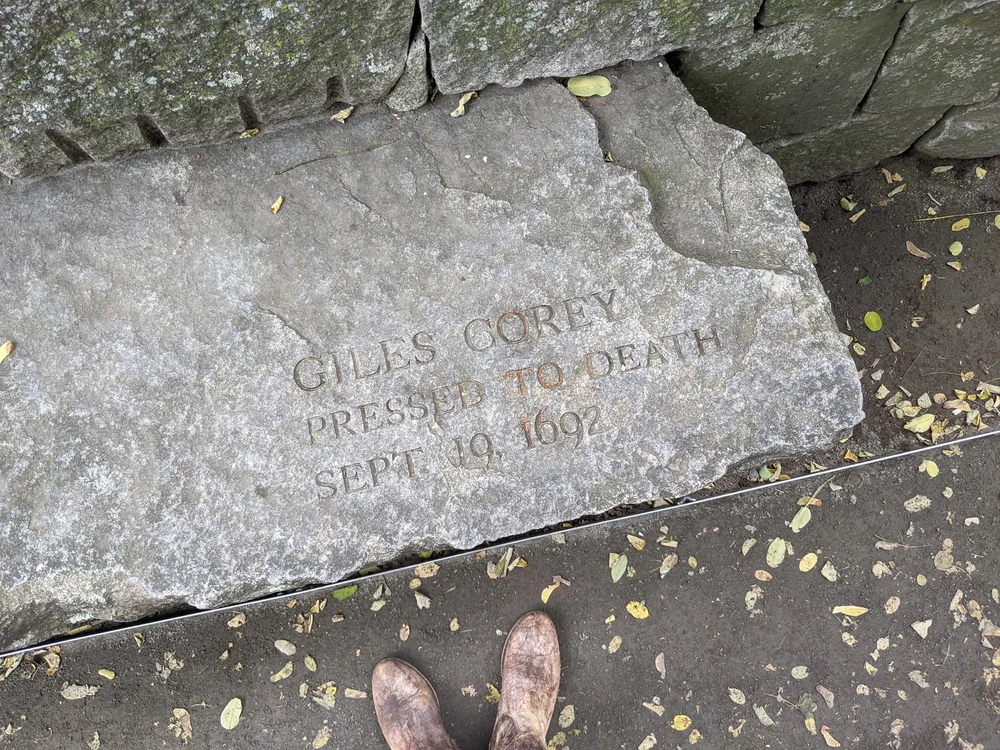 GILES COREY
PRESSED TO DEATH
SEPT. 19, 1692